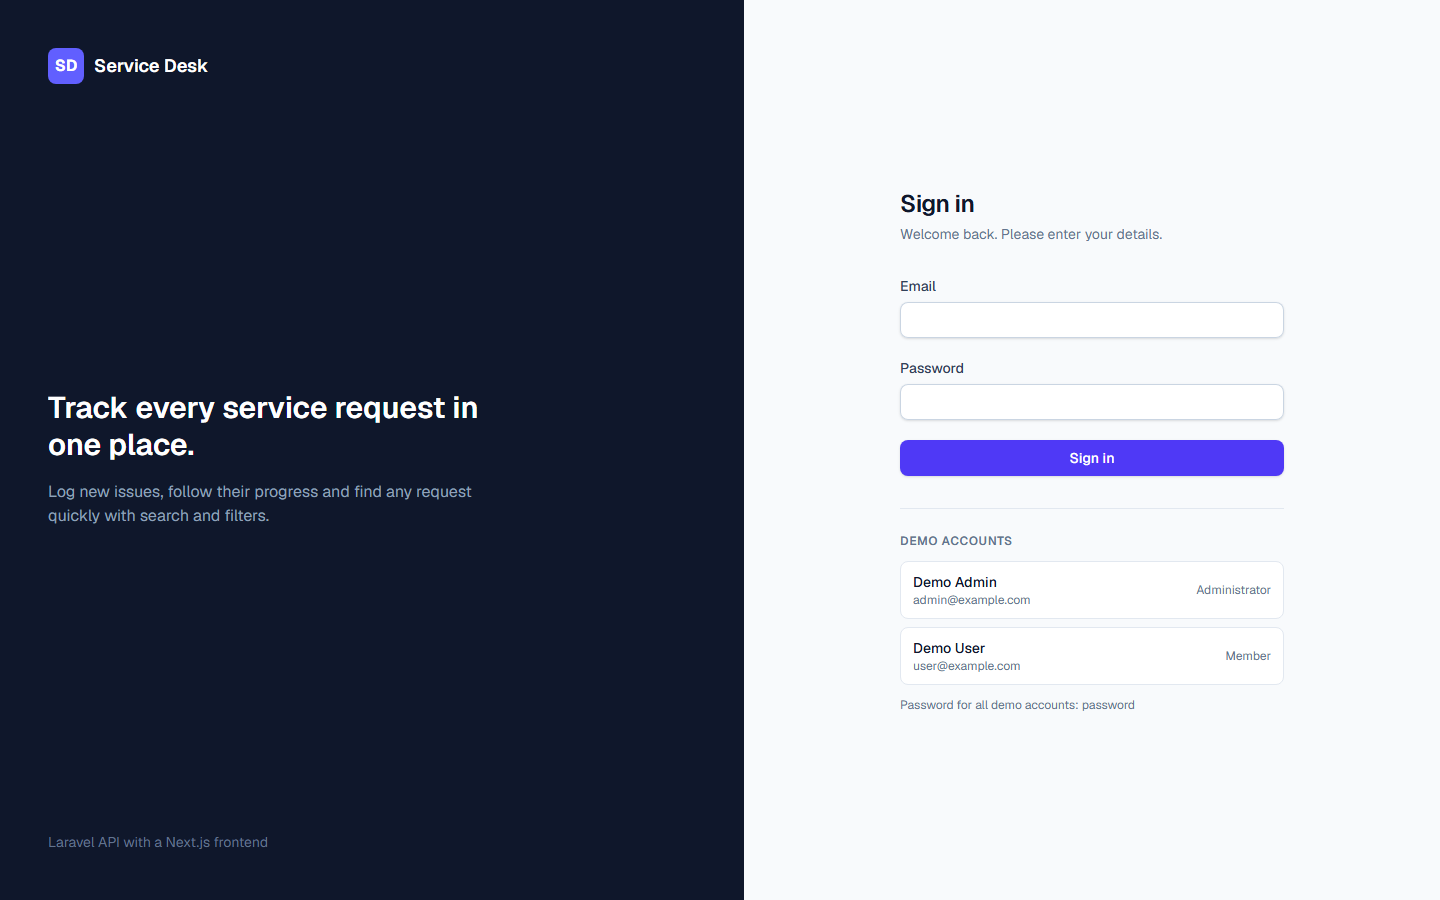 SD
Service Desk
Track every service request in
one place.
Log new issues, follow their progress and find any request
quickly with search and filters.
Laravel API with a Next.js frontend
Sign in
Welcome back. Please enter your details.
Email
Password
Sign in
DEMO ACCOUNTS
Demo Admin
admin@example.com
Administrator
Demo User
user@example.com
Member
Password for all demo accounts: password